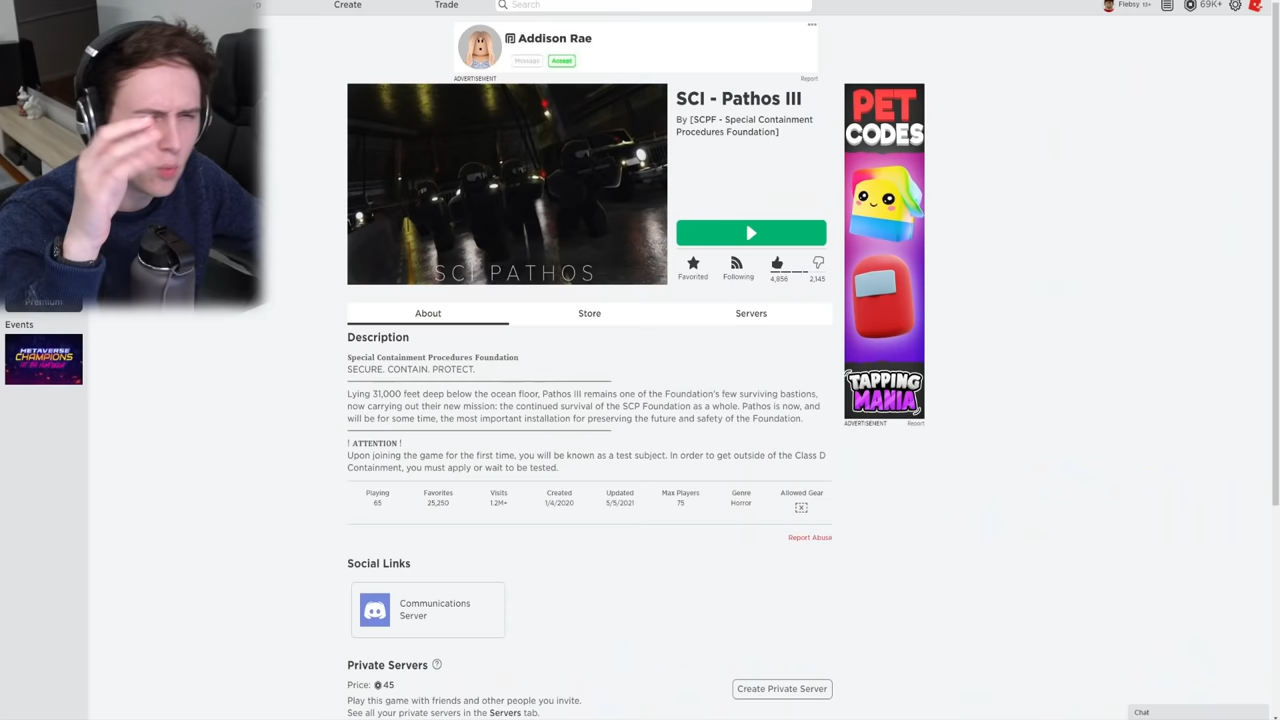 Create
Trade
Search
Flebsy 13+
69K+
Addison Rae
Message
Accept
ADVERTISEMENT
Report
SCI - Pathos III
By [SCPF - Special Containment
Procedures Foundation]
SCI PATHOS
Favorited
Following
4,856
2,145
PET
CODES
TAPPING
MANIA
ADVERTISEMENT
Report
Premium
Events
METAVERSE
CHAMPIONS
About
Store
Servers
Description
Special Containment Procedures Foundation
SECURE. CONTAIN. PROTECT.
Lying 31,000 feet deep below the ocean floor, Pathos III remains one of the Foundation's few surviving bastions,
now carrying out their new mission: the continued survival of the SCP Foundation as a whole. Pathos is now, and
will be for some time, the most important installation for preserving the future and safety of the Foundation.
! ATTENTION !
Upon joining the game for the first time, you will be known as a test subject. In order to get outside of the Class D
Containment, you must apply or wait to be tested.
Playing Favorites Visits Created Updated Max Players Genre Allowed Gear
65 25,250 1.2M+ 1/4/2020 5/5/2021 75 Horror
Report Abuse
Social Links
Communications
Server
Private Servers
Price: 45
Create Private Server
Play this game with friends and other people you invite.
See all your private servers in the Servers tab.
Chat